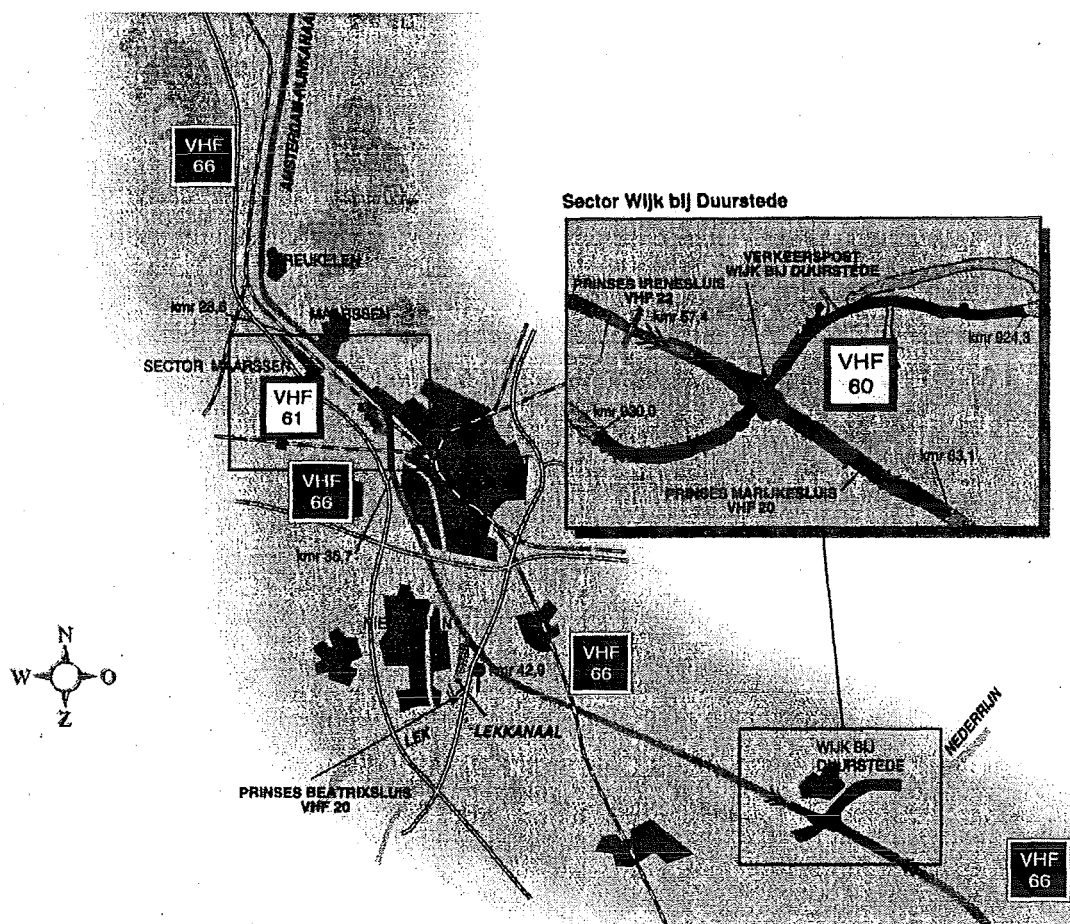 AMSTERDAM-RIJNKANAAL
VHF
66
Sector Wijk bij Duurstede
VERKEERSPOST
WIJK BIJ DUURSTEDE
PRINSES IRENESLUIS
VHF 22
kmr 57,4
kmr 924,3
VHF
60
kmr 930,0
kmr 63,1
PRINSES MARIJKESLUIS
VHF 20
BREUKELEN
MAARSSEN
SECTOR MAARSSEN
VHF
61
VHF
66
kmr 35,7
N
W
O
Z
kmr 42,9
VHF
66
LEK
LEKKANAAL
PRINSES BEATRIXSLUIS
VHF 20
WIJK BIJ
DUURSTEDE
NEDERRIJN
VHF
66